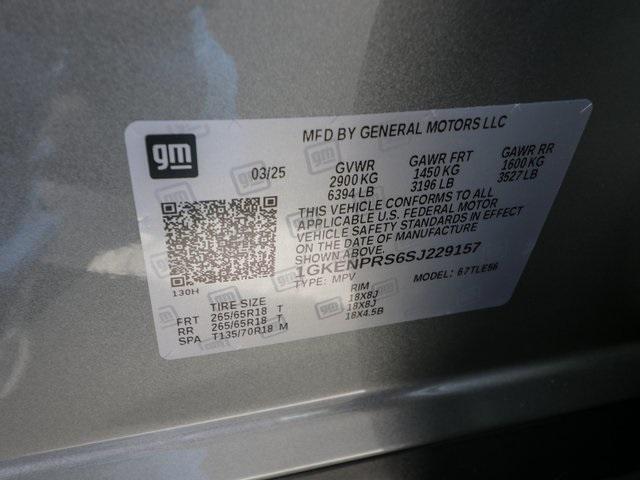 MFD BY GENERAL MOTORS LLC
gm
03/25
GVWR GAWR FRT GAWR RR
2900 KG 1450 KG 1600 KG
6394 LB 3196 LB 3527 LB
THIS VEHICLE CONFORMS TO ALL
APPLICABLE U.S. FEDERAL MOTOR
VEHICLE SAFETY STANDARDS IN EFFECT
ON THE DATE OF MANUFACTURE
SHOWN ABOVE.
1GKENPRS6SJ229157
TYPE: MPV MODEL: 67TLE56
130H
TIRE SIZE RIM
FRT 265/65R18 T 18X8J
RR 265/65R18 T 18X8J
SPA T135/70R18 M 18X4.5B